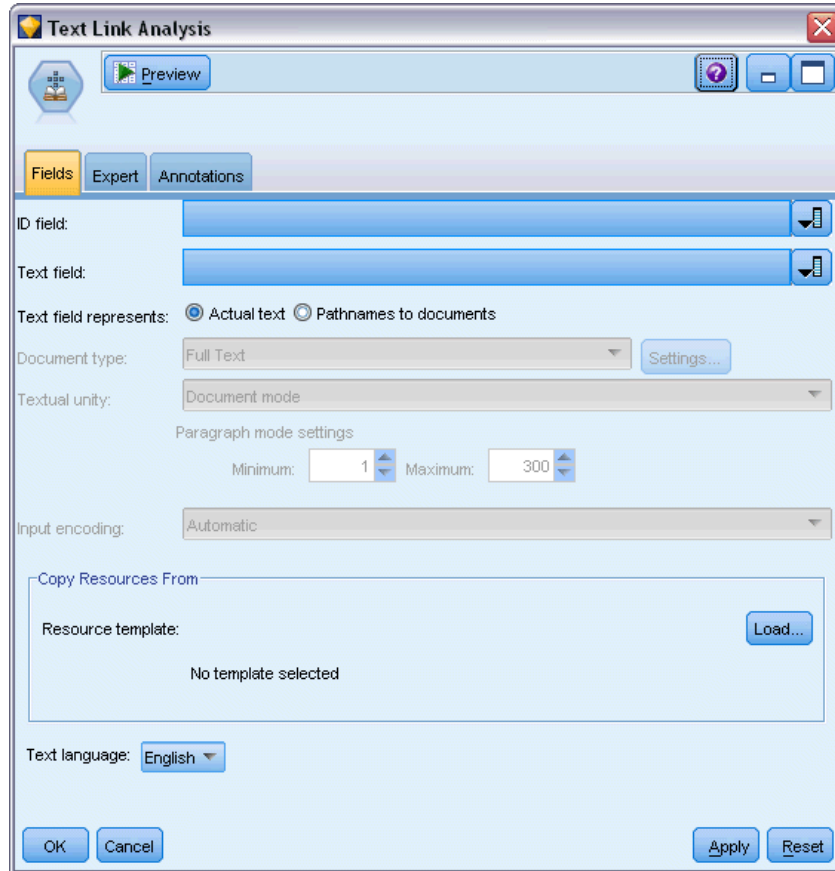 Text Link Analysis
Preview
Fields Expert Annotations
ID field:
Text field:
Text field represents: Actual text Pathnames to documents
Document type: Full Text Settings...
Textual unity: Document mode
Paragraph mode settings
Minimum: 1 Maximum: 300
Input encoding: Automatic
Copy Resources From
Resource template: Load...
No template selected
Text language: English
OK Cancel Apply Reset